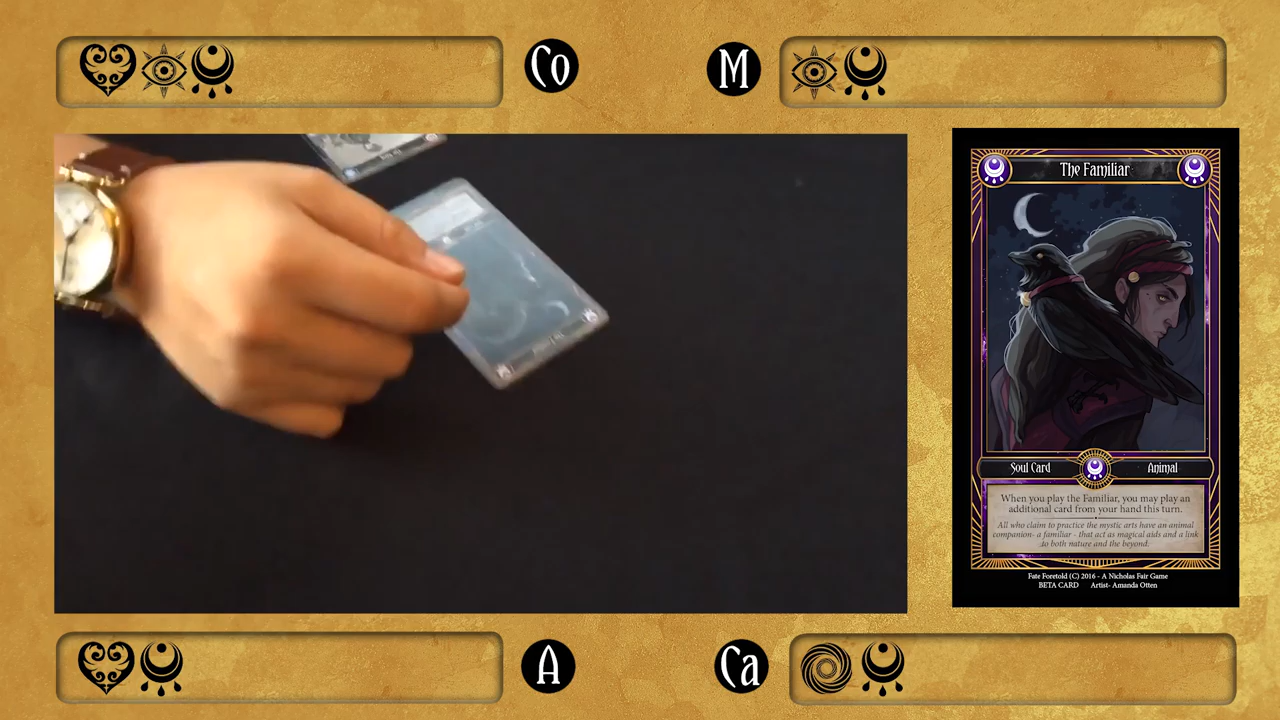 Co
M
The Familiar
Soul Card
Animal
When you play the Familiar, you may play an
additional card from your hand this turn.
All who claim to practice the mystic arts have an animal
companion- a familiar - that act as magical aids and a link
to both nature and the beyond.
Fate Foretold (C) 2016 - A Nicholas Fair Game
BETA CARD Artist- Amanda Otten
A
Ca